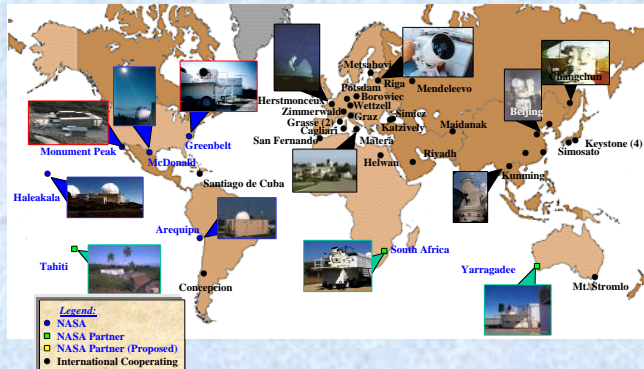 Metsahovi
Riga
Mendeleevo
Potsdam
Borowiec
Herstmonceux
Wettzell
Zimmerwald
Graz
Grasse (2)
Cagliari
San Fernando
Matera
Simiez
Katzively
Maidanak
Changchun
Beijing
Keystone (4)
Simosato
Kunming
Riyadh
Helwan
Greenbelt
Monument Peak
McDonald
Haleakala
Santiago de Cuba
Arequipa
Tahiti
Concepcion
South Africa
Yarragadee
Mt. Stromlo
Legend:
NASA
NASA Partner
NASA Partner (Proposed)
International Cooperating